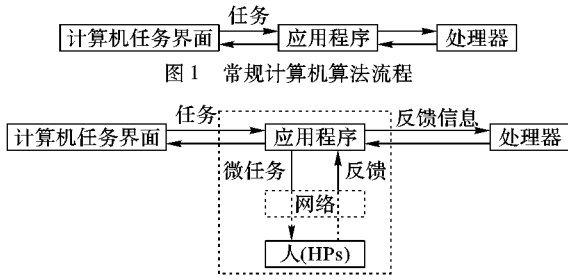 任务
计算机任务界面 应用程序 处理器
图1 常规计算机算法流程
任务 反馈信息
计算机任务界面 应用程序 处理器
微任务 反馈
网络
人(HPs)